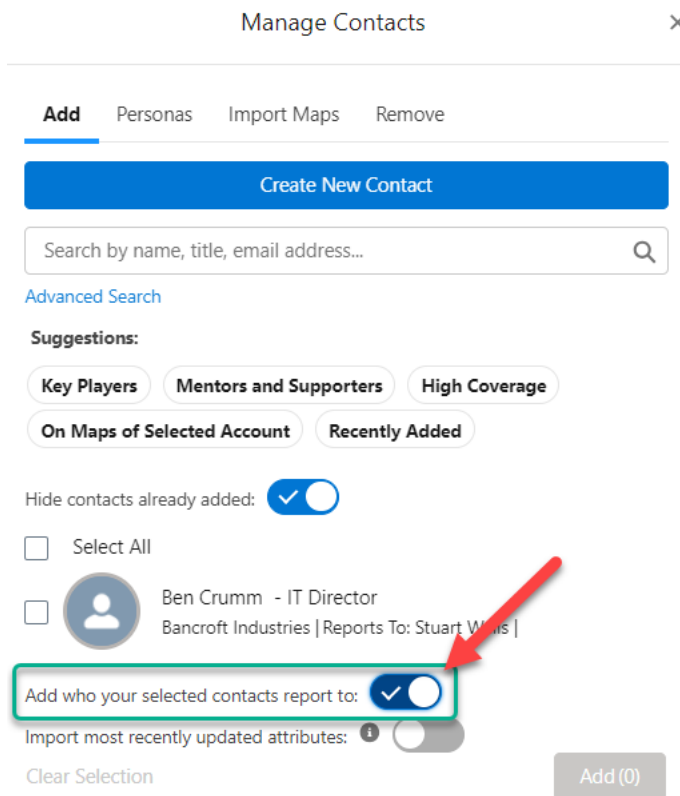 Manage Contacts
Add Personas Import Maps Remove
Create New Contact
Search by name, title, email address...
Advanced Search
Suggestions:
Key Players Mentors and Supporters High Coverage
On Maps of Selected Account Recently Added
Hide contacts already added:
Select All
Ben Crumm - IT Director
Bancroft Industries | Reports To: Stuart |
Add who your selected contacts report to:
Import most recently updated attributes:
Clear Selection Add (0)